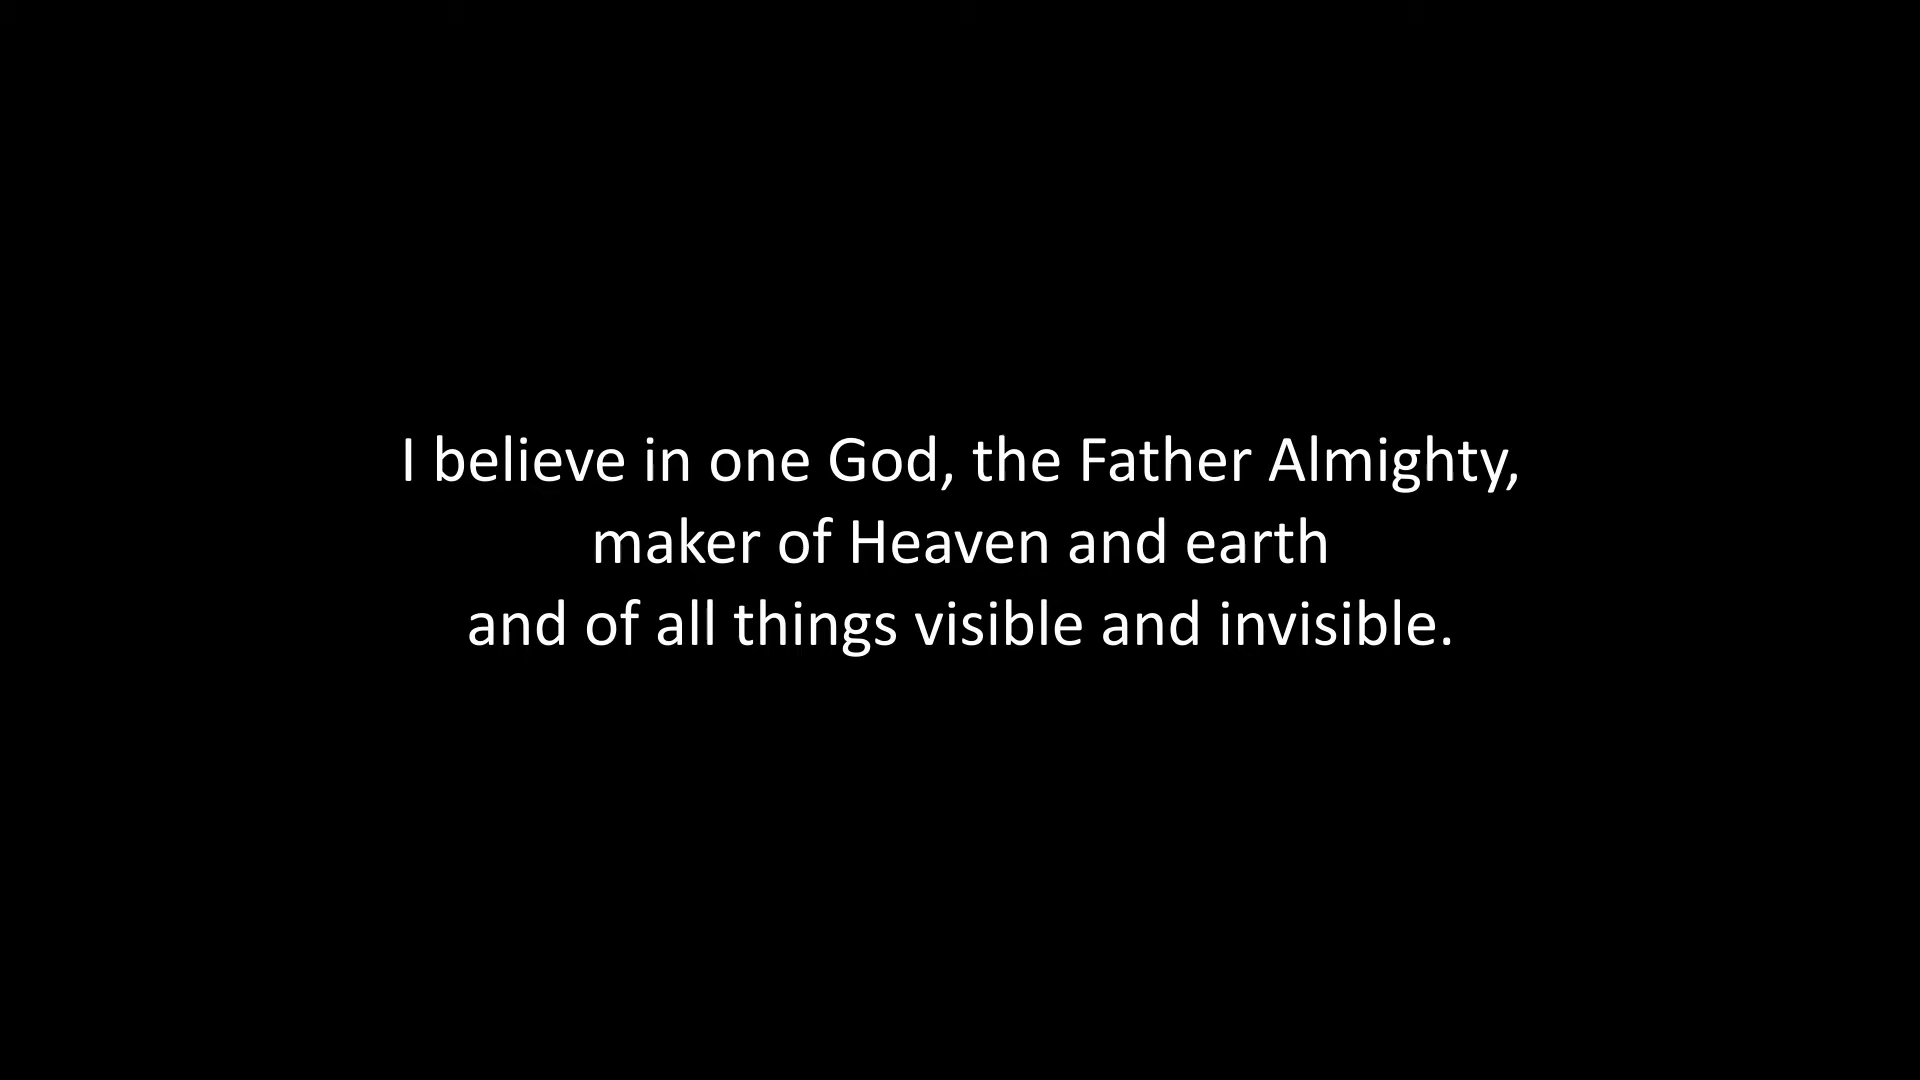 I believe in one God, the Father Almighty,
maker of Heaven and earth
and of all things visible and invisible.